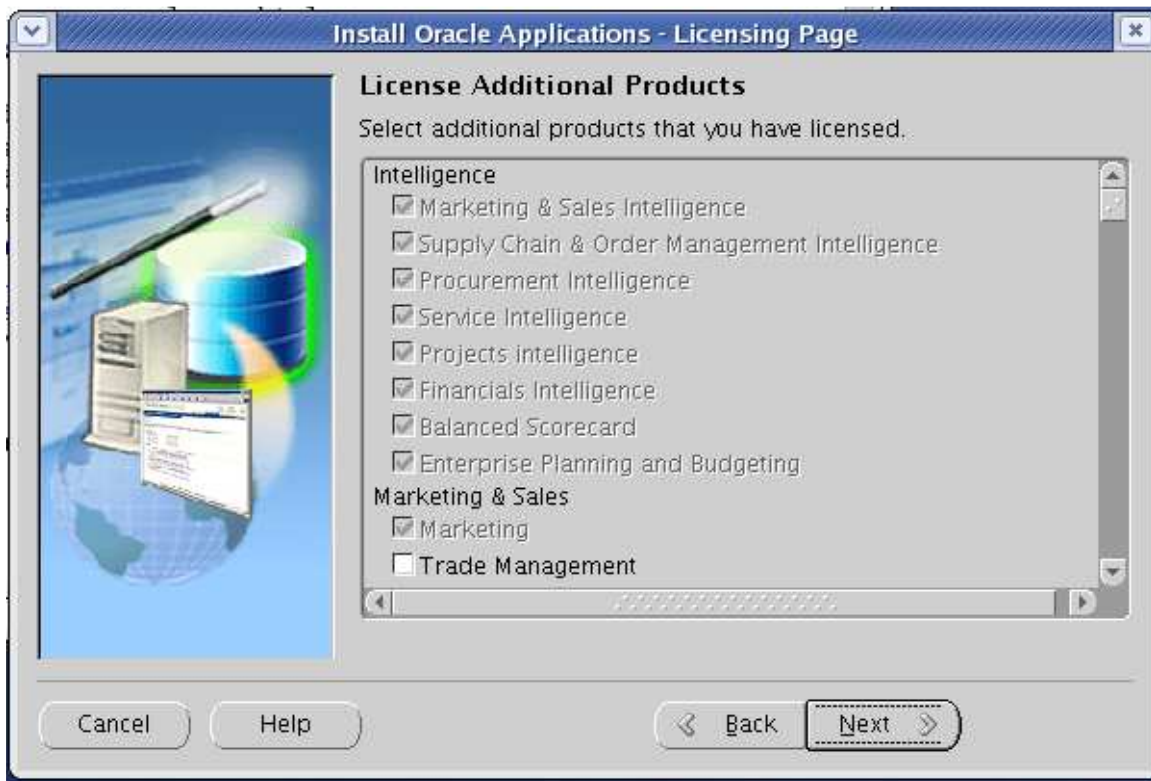 Install Oracle Applications - Licensing Page
License Additional Products
Select additional products that you have licensed.
Intelligence
Marketing & Sales Intelligence
Supply Chain & Order Management Intelligence
Procurement Intelligence
Service Intelligence
Projects intelligence
Financials Intelligence
Balanced Scorecard
Enterprise Planning and Budgeting
Marketing & Sales
Marketing
Trade Management
Cancel Help Back Next